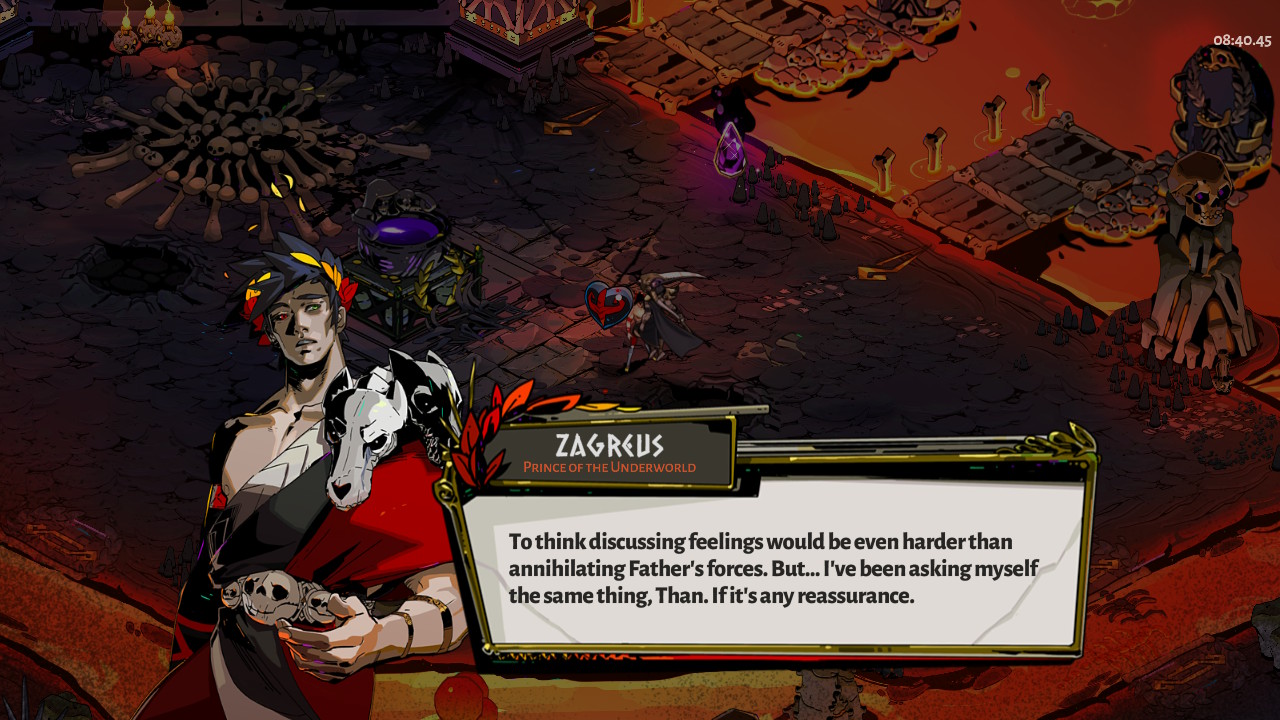 08:40.45
ZAGREUS
PRINCE OF THE UNDERWORLD
To think discussing feelings would be even harder than
annihilating Father's forces. But... I've been asking myself
the same thing, Than. If it's any reassurance.